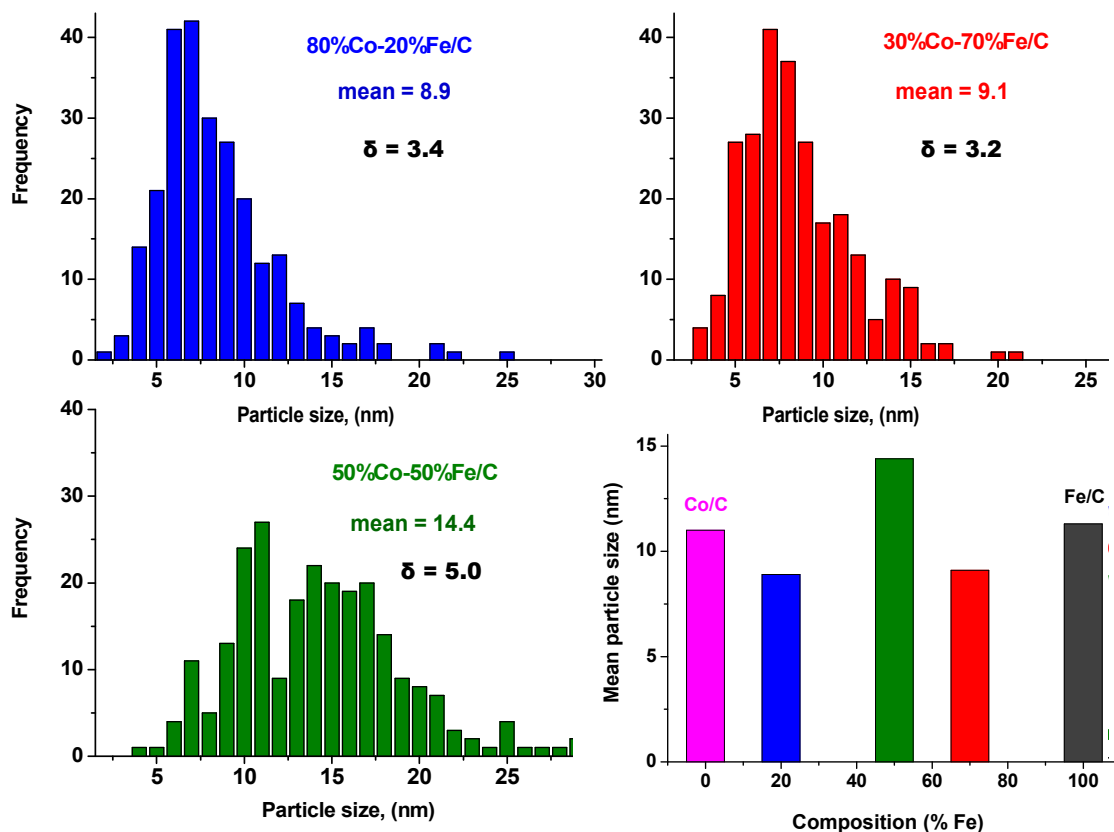 40
30
20
10
0
Frequency
80%Co-20%Fe/C
mean = 8.9
δ = 3.4
5 10 15 20 25 30
Particle size, (nm)
40
30
20
10
0
30%Co-70%Fe/C
mean = 9.1
δ = 3.2
5 10 15 20 25
Particle size, (nm)
40
30
20
10
0
Frequency
50%Co-50%Fe/C
mean = 14.4
δ = 5.0
5 10 15 20 25
Particle size, (nm)
15
10
5
0
Mean particle size (nm)
Co/C
Fe/C
0 20 40 60 80 100
Composition (% Fe)